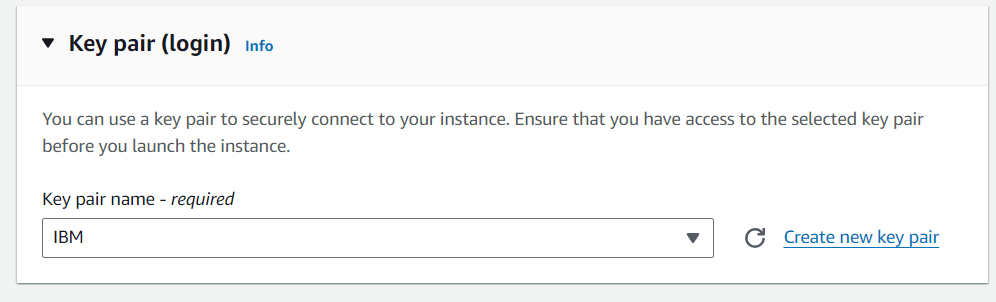 Key pair (login) Info
You can use a key pair to securely connect to your instance. Ensure that you have access to the selected key pair
before you launch the instance.
Key pair name - required
IBM
Create new key pair